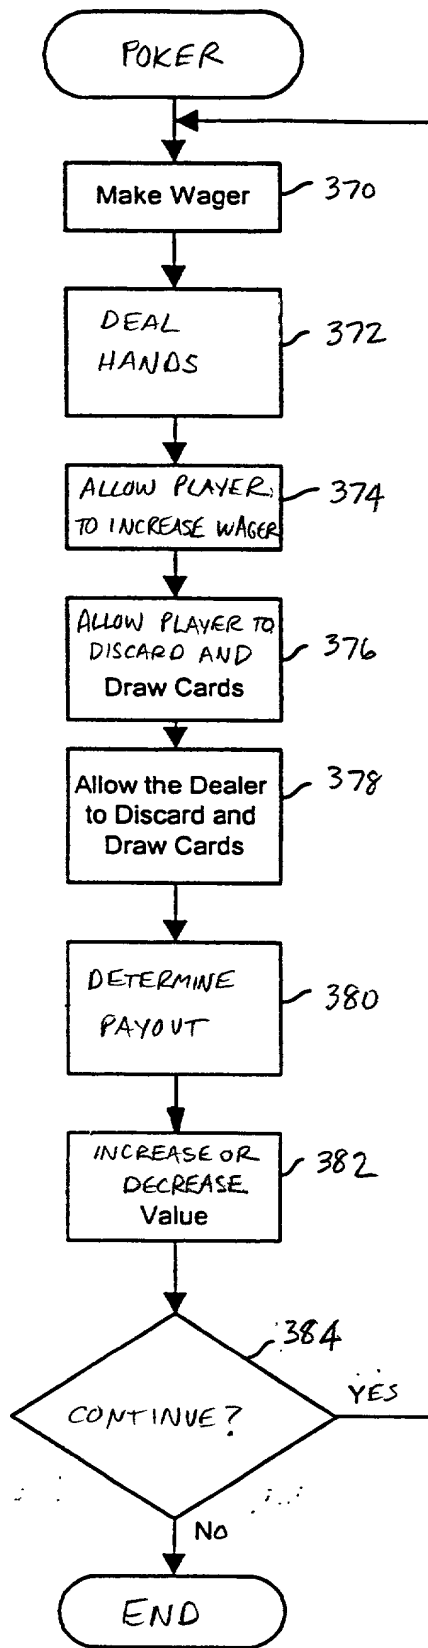 POKER
Make Wager
370
DEAL
HANDS
372
ALLOW PLAYER
TO INCREASE WAGER
374
ALLOW PLAYER TO
DISCARD AND
Draw Cards
376
Allow the Dealer
to Discard and
Draw Cards
378
DETERMINE
PAYOUT
380
INCREASE OR
DECREASE
Value
382
384
CONTINUE?
YES
No
END